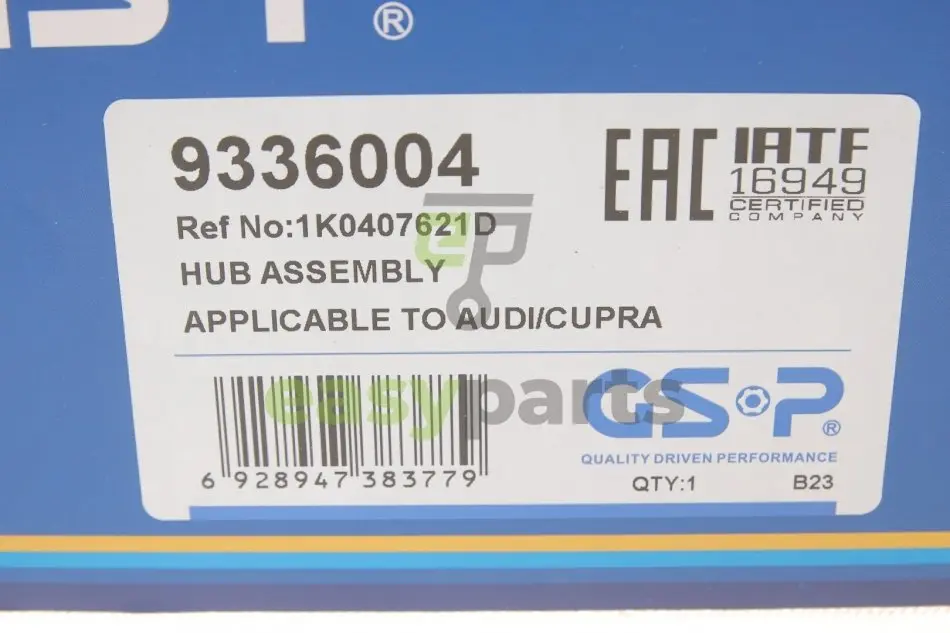 ®
9336004
EAC
IATF
16949
CERTIFIED
COMPANY
Ref No:1K0407621D
HUB ASSEMBLY
APPLICABLE TO AUDI/CUPRA
eP
easyparts
GSP®
QUALITY DRIVEN PERFORMANCE
6 928947 383779
QTY:1
B23